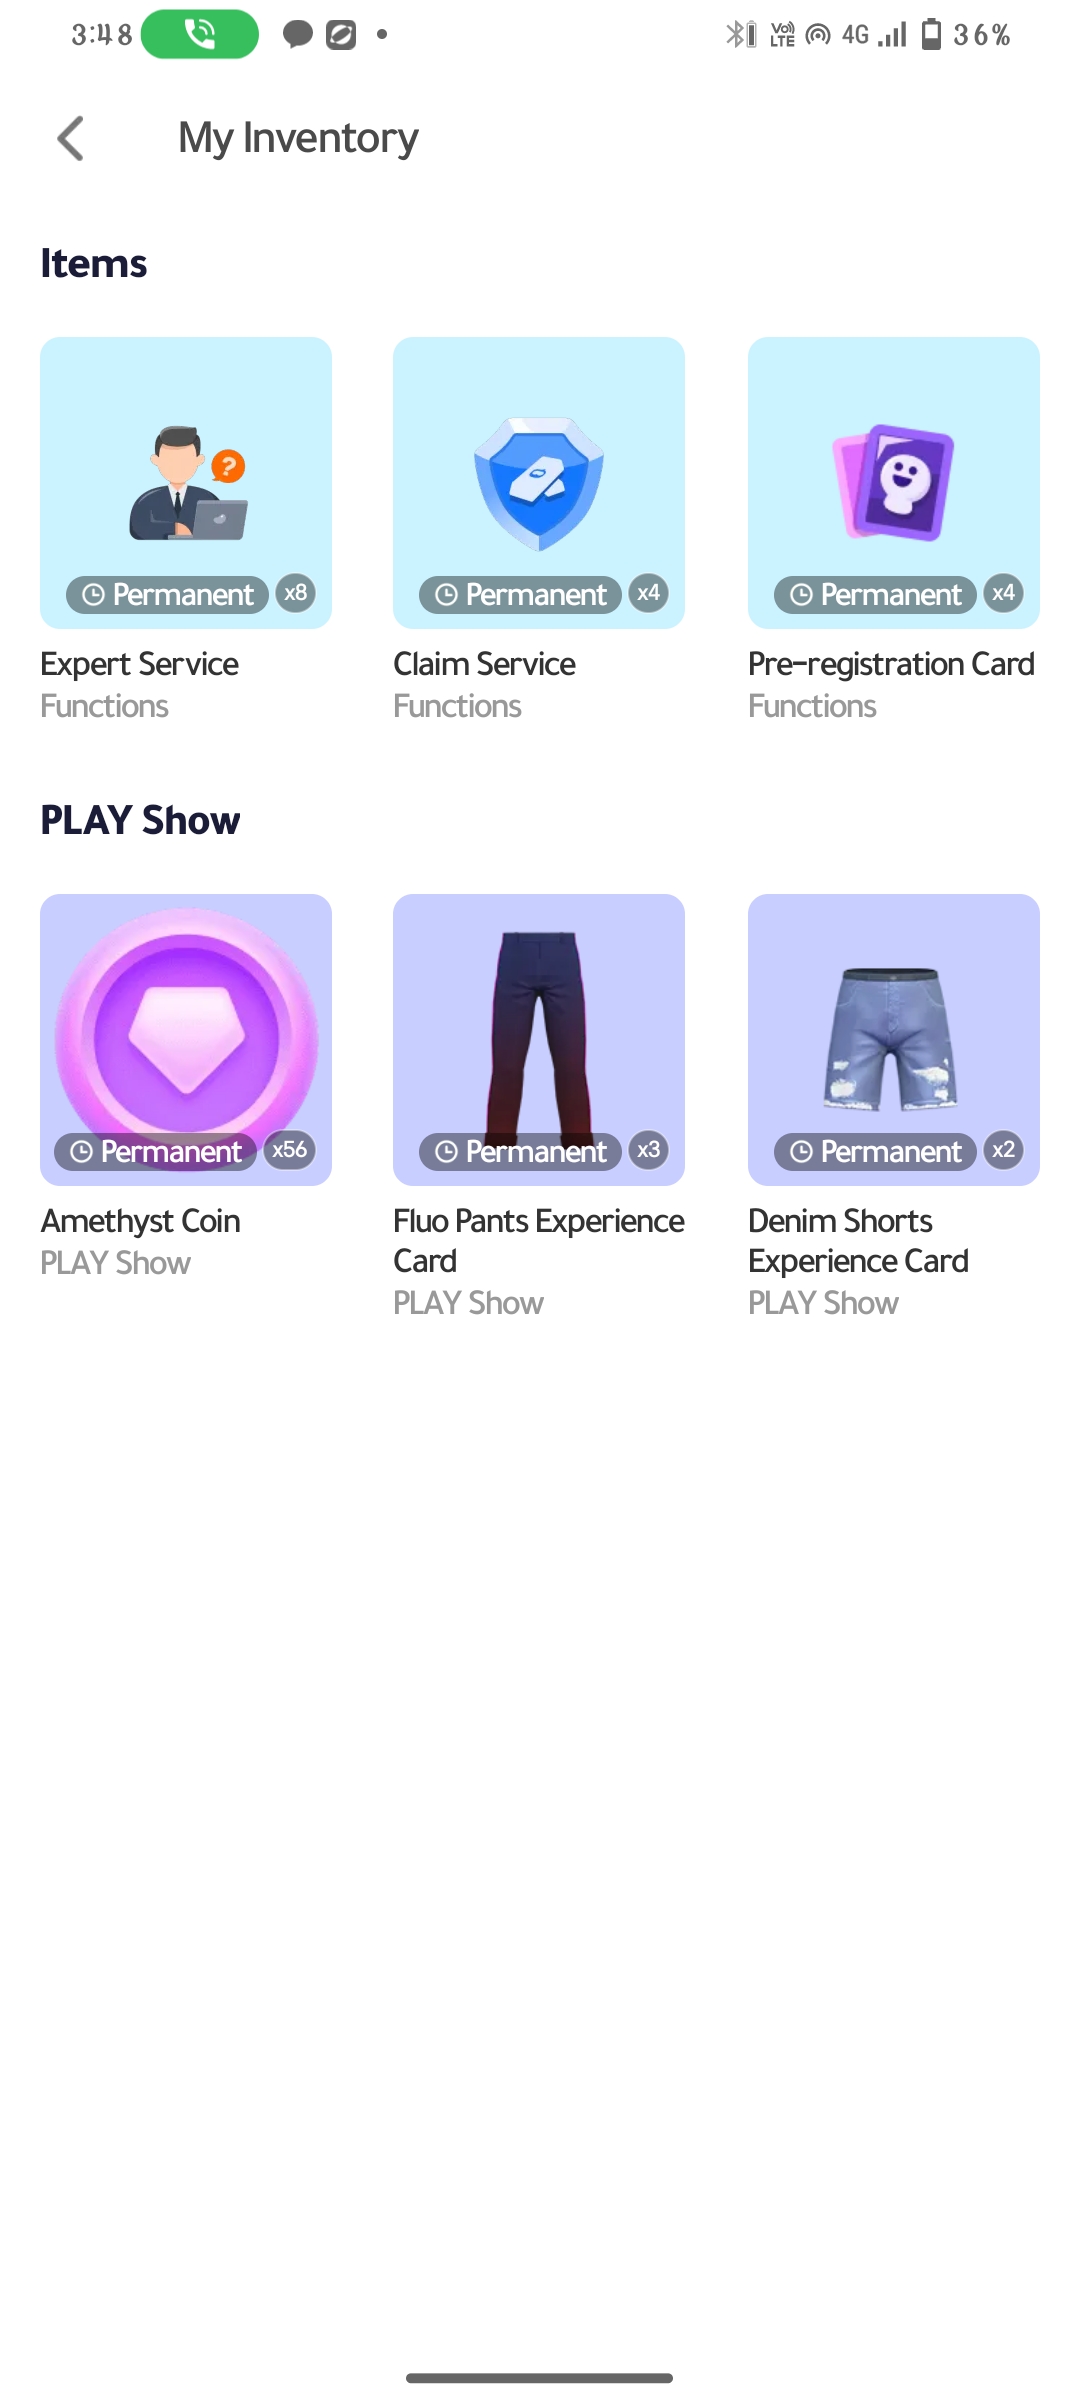 3:48
Vo)) LTE 4G 36%
My Inventory
Items
Permanent x8
Permanent x4
Permanent x4
Expert Service
Claim Service
Pre-registration Card
Functions
Functions
Functions
PLAY Show
Permanent x56
Permanent x3
Permanent x2
Amethyst Coin
PLAY Show
Fluo Pants Experience
Card
PLAY Show
Denim Shorts
Experience Card
PLAY Show